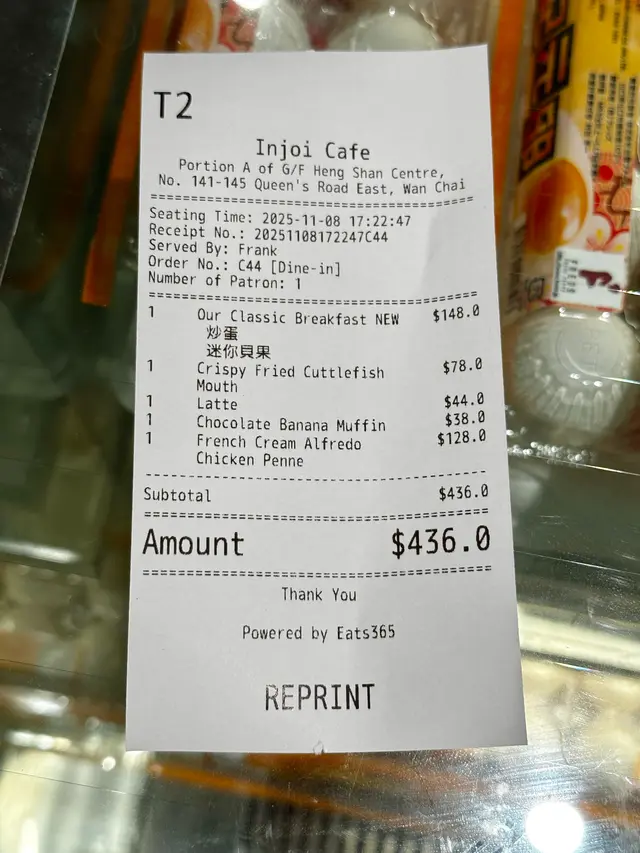 T2
Injoi Cafe
Portion A of G/F Heng Shan Centre,
No. 141-145 Queen's Road East, Wan Chai
Seating Time: 2025-11-08 17:22:47
Receipt No.: 20251108172247C44
Served By: Frank
Order No.: C44 [Dine-in]
Number of Patron: 1
1 Our Classic Breakfast NEW $148.0
炒蛋
迷你貝果
1 Crispy Fried Cuttlefish $78.0
Mouth
1 Latte $44.0
1 Chocolate Banana Muffin $38.0
1 French Cream Alfredo $128.0
Chicken Penne
Subtotal $436.0
Amount $436.0
Thank You
Powered by Eats365
REPRINT